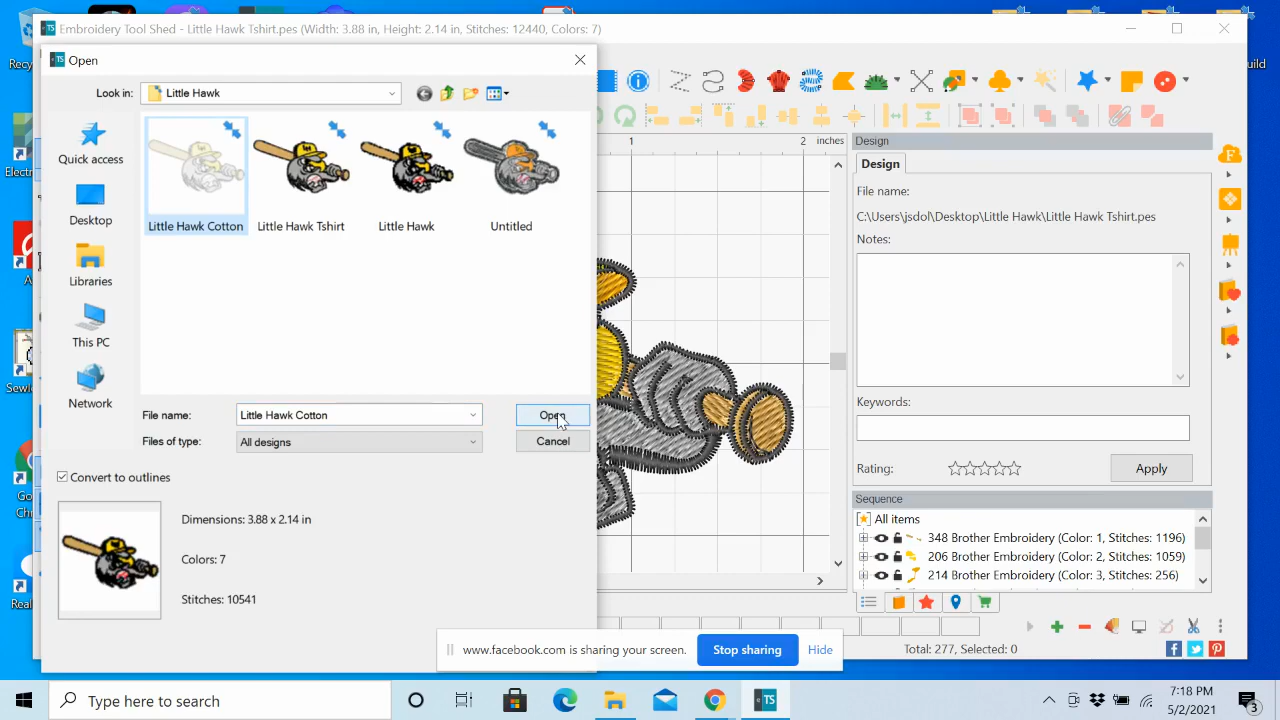 Embroidery Tool Shed - Little Hawk Tshirt.pes (Width: 3.88 in, Height: 2.14 in, Stitches: 12440, Colors: 7)
TS Open
Look in: Little Hawk
1 2 inches
Design
Quick access
Desktop
Libraries
This PC
Network
Little Hawk Cotton
Little Hawk Tshirt
Little Hawk
Untitled
Design
File name:
C:\Users\jsdol\Desktop\Little Hawk\Little Hawk Tshirt.pes
Notes:
Keywords:
Rating:
Apply
File name: Little Hawk Cotton
Open
Files of type: All designs
Cancel
Convert to outlines
Dimensions: 3.88 x 2.14 in
Colors: 7
Stitches: 10541
Sequence
All items
348 Brother Embroidery (Color: 1, Stitches: 1196)
206 Brother Embroidery (Color: 2, Stitches: 1059)
214 Brother Embroidery (Color: 3, Stitches: 256)
Total: 277, Selected: 0
www.facebook.com is sharing your screen.
Stop sharing
Hide
Type here to search
TS
7:18 PM
5/2/2021
3